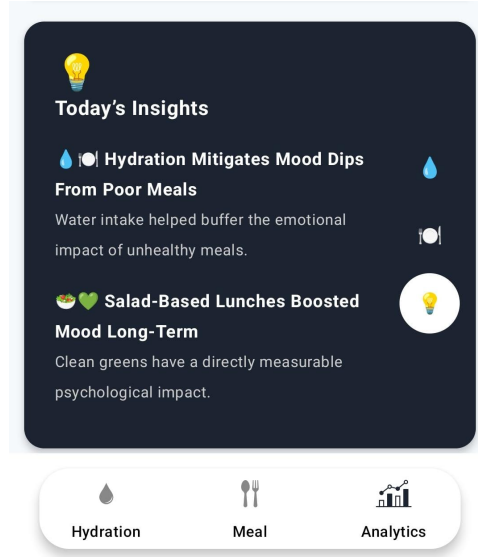 💡
Today’s Insights
💧🍽️ Hydration Mitigates Mood Dips
From Poor Meals
Water intake helped buffer the emotional
impact of unhealthy meals.
🥗💚 Salad-Based Lunches Boosted
Mood Long-Term
Clean greens have a directly measurable
psychological impact.
Hydration Meal Analytics